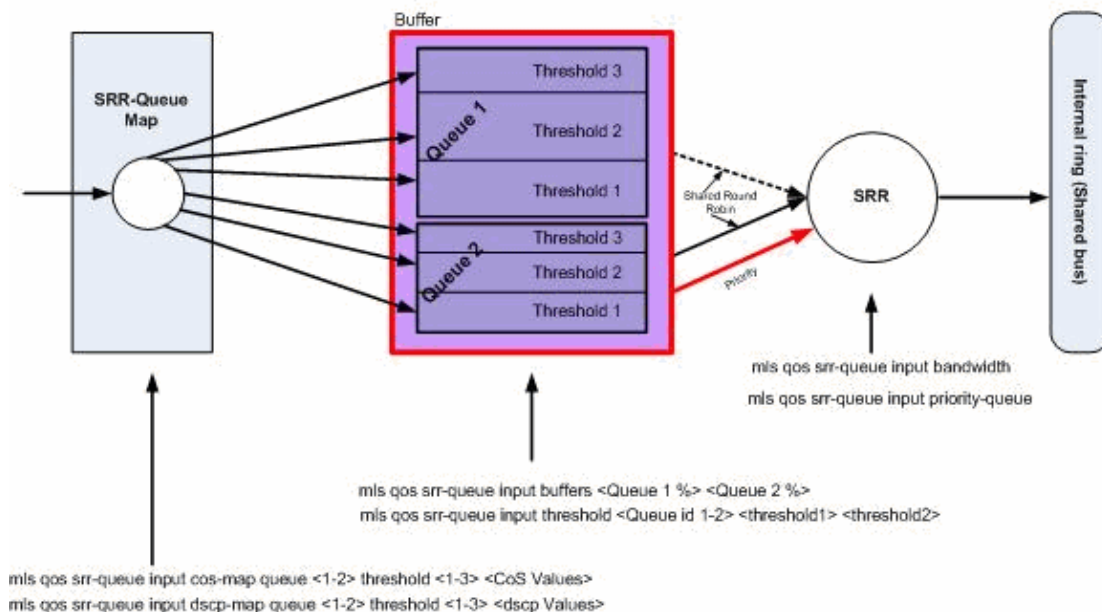 Buffer
SRR-Queue
Map
Queue 1
Threshold 3
Threshold 2
Threshold 1
Queue 2
Threshold 3
Threshold 2
Threshold 1
Shared Round
Robin
Priority
SRR
Internal ring (Shared bus)
mls qos srr-queue input bandwidth
mls qos srr-queue input priority-queue
mls qos srr-queue input buffers <Queue 1 %> <Queue 2 %>
mls qos srr-queue input threshold <Queue id 1-2> <threshold1> <threshold2>
mls qos srr-queue input cos-map queue <1-2> threshold <1-3> <CoS Values>
mls qos srr-queue input dscp-map queue <1-2> threshold <1-3> <dscp Values>